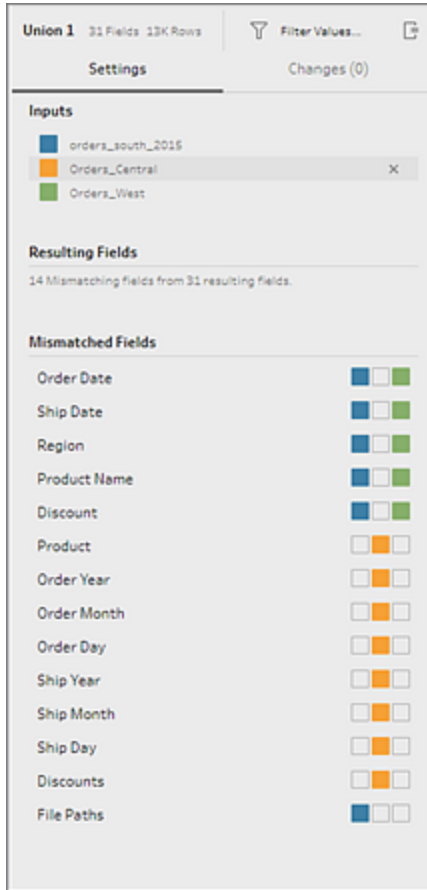 Union 1 31 Fields 13K Rows Filter Values...
Settings Changes (0)
Inputs
orders_south_2015
Orders_Central
Orders_West
Resulting Fields
14 Mismatching fields from 31 resulting fields.
Mismatched Fields
Order Date
Ship Date
Region
Product Name
Discount
Product
Order Year
Order Month
Order Day
Ship Year
Ship Month
Ship Day
Discounts
File Paths